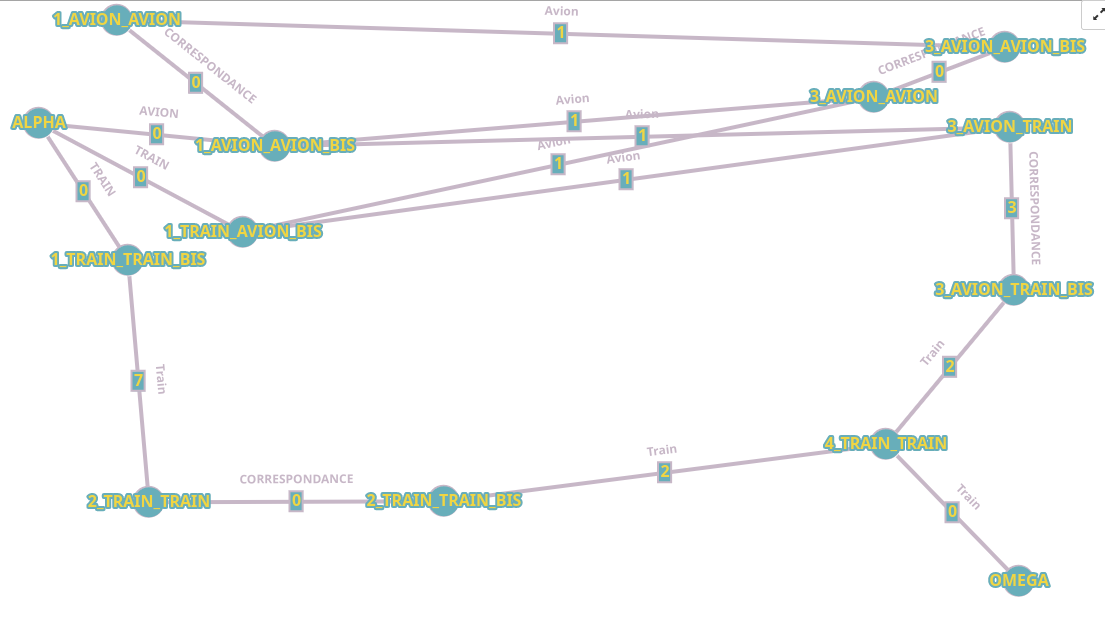 1_AVION_AVION
Avion
1
CORRESPONDANCE
3_AVION_AVION_BIS
CORRESPONDANCE
0
0
3_AVION_AVION
ALPHA
AVION
0
Avion
1
Avion
1
3_AVION_TRAIN
1_AVION_AVION_BIS
Avion
1
Avion
1
TRAIN
0
TRAIN
0
CORRESPONDANCE
3
1_TRAIN_AVION_BIS
1_TRAIN_TRAIN_BIS
3_AVION_TRAIN_BIS
Train
2
Train
7
4_TRAIN_TRAIN
Train
2
CORRESPONDANCE
0
2_TRAIN_TRAIN
2_TRAIN_TRAIN_BIS
Train
0
OMEGA